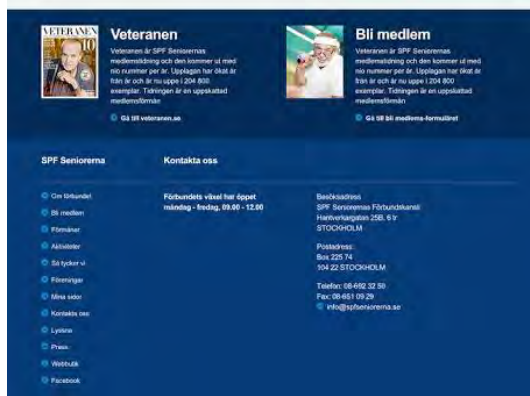 VETERANEN
10
Veteranen
Veteranen är SPF Seniorernas
medlemstidning och den kommer ut med
nio nummer per år. Upplagan har ökat år
från år och är nu uppe i 204 800
exemplar. Tidningen är en uppskattad
medlemsförmån
Gå till veteranen.se
Bli medlem
Veteranen är SPF Seniorernas
medlemstidning och den kommer ut med
nio nummer per år. Upplagan har ökat år
från år och är nu uppe i 204 800
exemplar. Tidningen är en uppskattad
medlemsförmån
Gå till bli medlems-formuläret
SPF Seniorerna
Om förbundet
Bli medlem
Förmåner
Aktiviteter
Så tycker vi
Föreningar
Mina sidor
Kontakta oss
Lyssna
Press
Webbutik
Facebook
Kontakta oss
Förbundets växel har öppet
måndag - fredag, 09.00 - 12.00
Besöksadress
SPF Seniorernas Förbundskansli
Hantverkargatan 25B, 6 tr
STOCKHOLM
Postadress:
Box 225 74
104 22 STOCKHOLM
Telefon: 08-692 32 50
Fax: 08-651 09 29
info@spfseniorerna.se